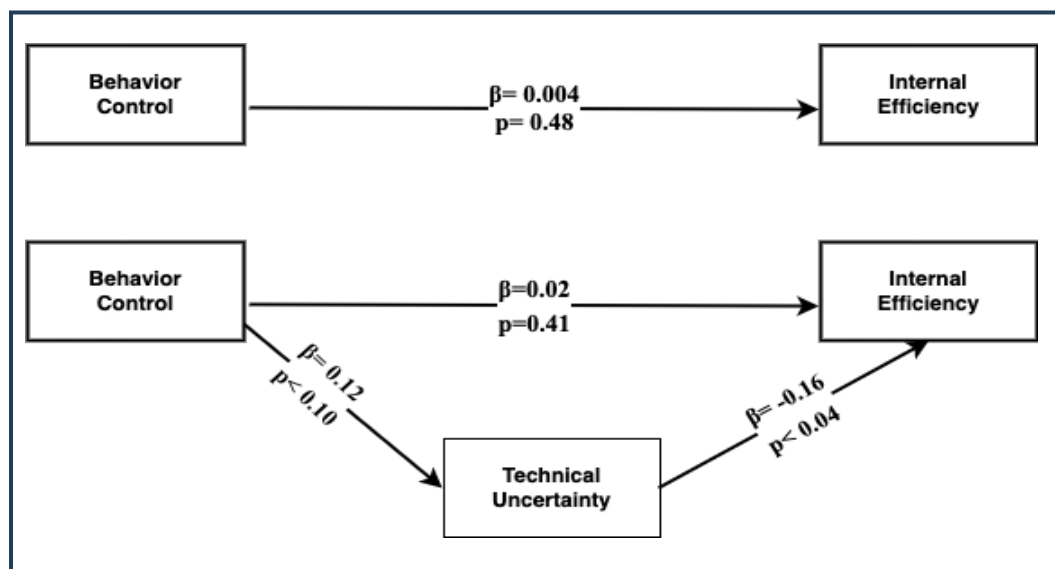 Behavior
Control
β= 0.004
p= 0.48
Internal
Efficiency
Behavior
Control
β=0.02
p=0.41
Internal
Efficiency
β= 0.12
p< 0.10
β= -0.16
p< 0.04
Technical
Uncertainty